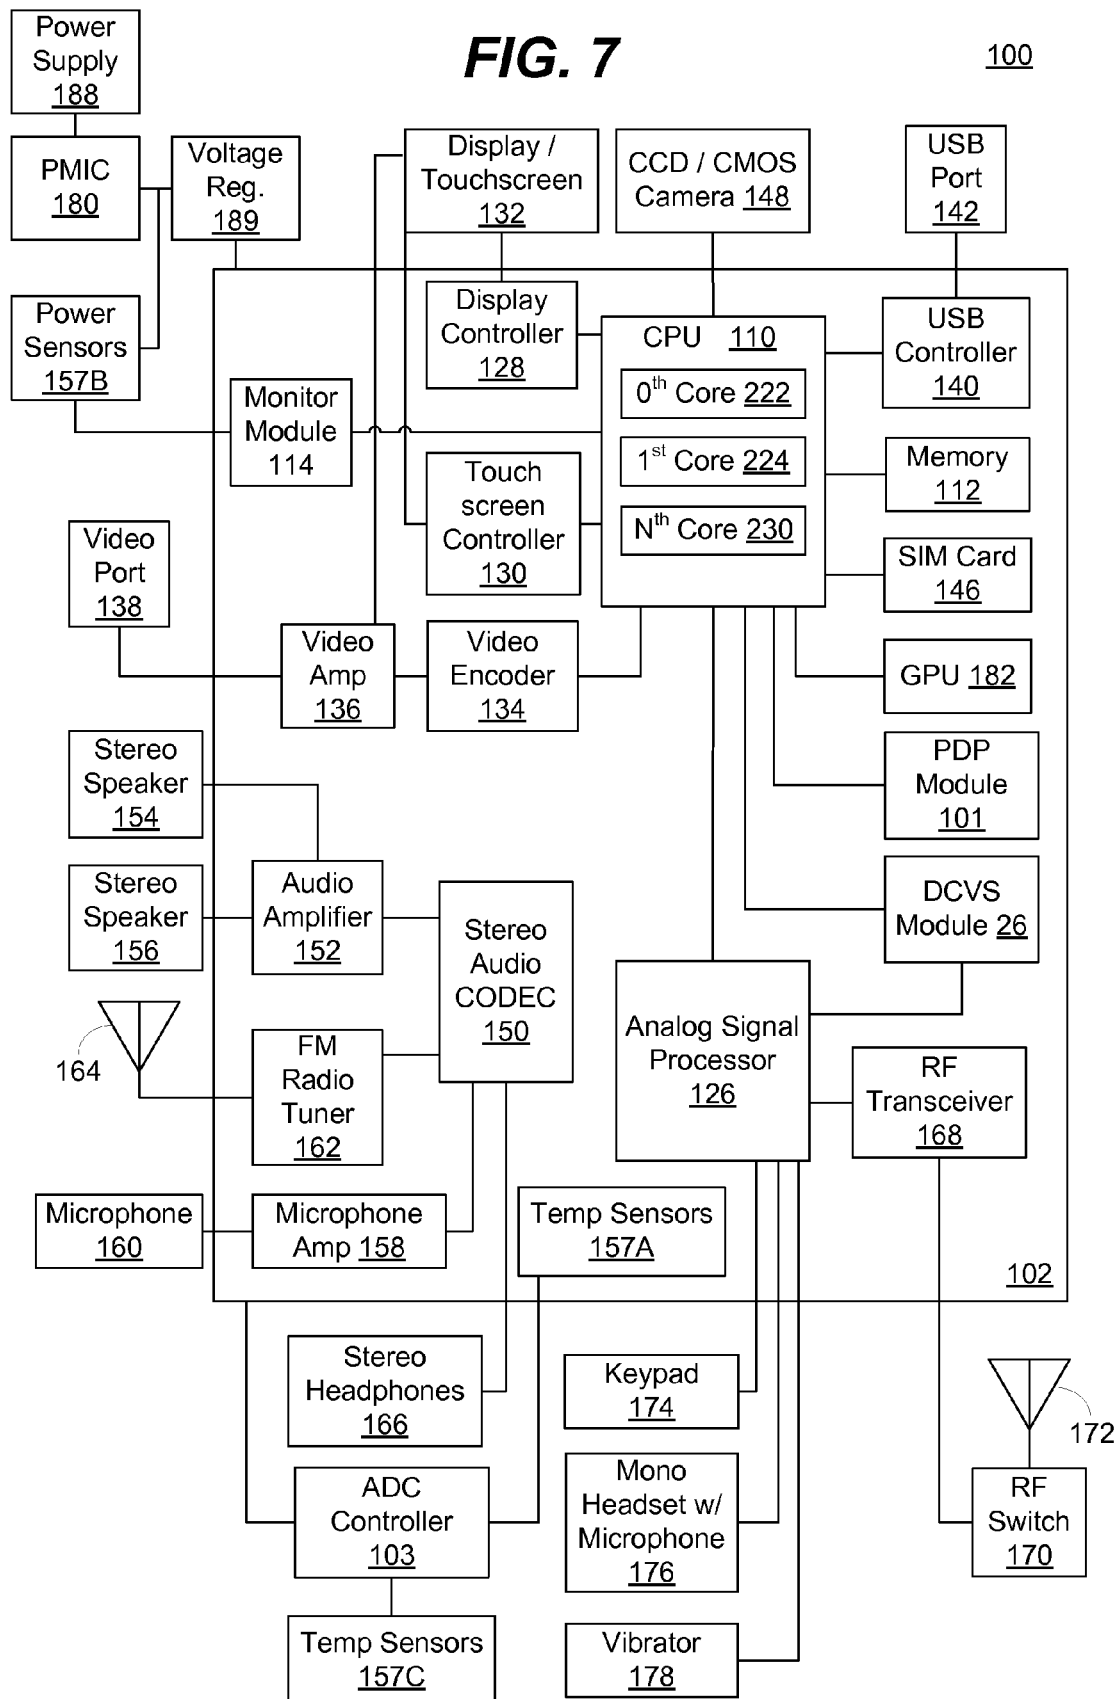 FIG. 7
100
Power
Supply
188
PMIC
180
Voltage
Reg.
189
Display /
Touchscreen
132
CCD / CMOS
Camera 148
USB
Port
142
Power
Sensors
157B
Display
Controller
128
CPU 110
0th Core 222
1st Core 224
Nth Core 230
USB
Controller
140
Monitor
Module
114
Touch
screen
Controller
130
Memory
112
Video
Port
138
SIM Card
146
Video
Amp
136
Video
Encoder
134
GPU 182
Stereo
Speaker
154
PDP
Module
101
Stereo
Speaker
156
Audio
Amplifier
152
Stereo
Audio
CODEC
150
DCVS
Module 26
164
FM
Radio
Tuner
162
Analog Signal
Processor
126
RF
Transceiver
168
Microphone
160
Microphone
Amp 158
Temp Sensors
157A
102
Stereo
Headphones
166
Keypad
174
172
ADC
Controller
103
Mono
Headset w/
Microphone
176
RF
Switch
170
Temp Sensors
157C
Vibrator
178